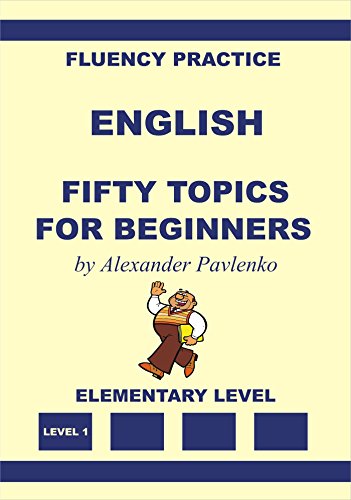 FLUENCY PRACTICE
ENGLISH
FIFTY TOPICS
FOR BEGINNERS
by Alexander Pavlenko
ELEMENTARY LEVEL
LEVEL 1